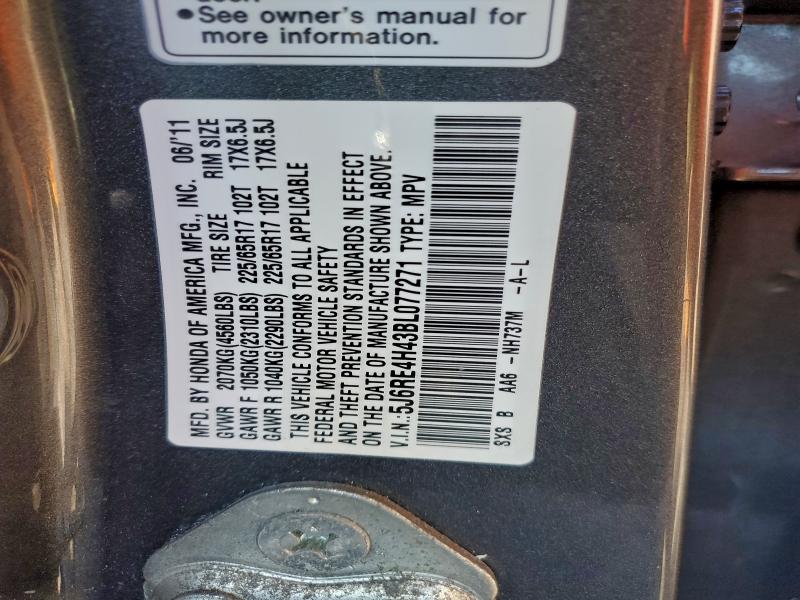 •See owner's manual for
more information.
MFD. BY HONDA OF AMERICA MFG., INC. 06/'11
GVWR 2070KG(4560LBS) TIRE SIZE RIM SIZE
GAWR F 1050KG(2310LBS) 225/65R17 102T 17X6.5J
GAWR R 1040KG(2290LBS) 225/65R17 102T 17X6.5J
THIS VEHICLE CONFORMS TO ALL APPLICABLE
FEDERAL MOTOR VEHICLE SAFETY
AND THEFT PREVENTION STANDARDS IN EFFECT
ON THE DATE OF MANUFACTURE SHOWN ABOVE.
V.I.N.:5J6RE4H43BL077271 TYPE: MPV
SXS B AA6 -NH737M -A-L